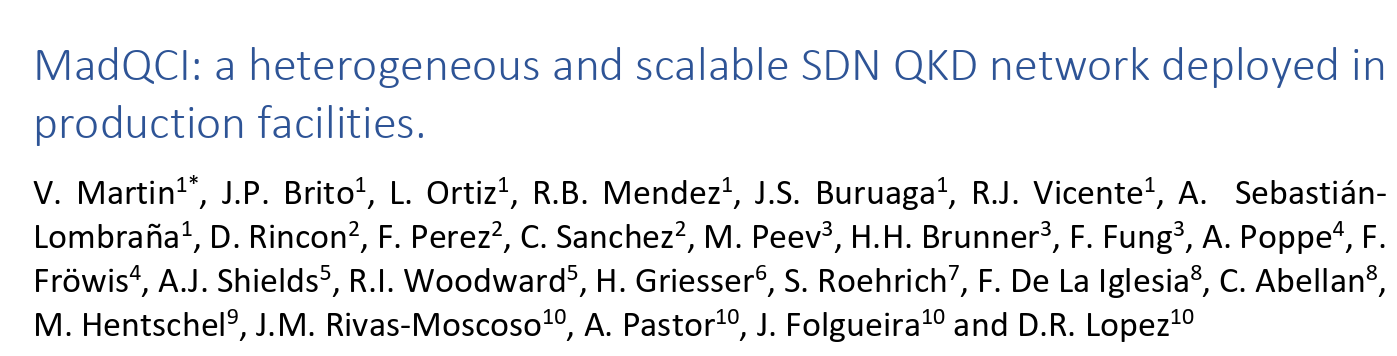 MadQCI: a heterogeneous and scalable SDN QKD network deployed in
production facilities.
V. Martin¹*, J.P. Brito¹, L. Ortiz¹, R.B. Mendez¹, J.S. Buruaga¹, R.J. Vicente¹, A. Sebastián-
Lombraña¹, D. Rincon², F. Perez², C. Sanchez², M. Peev³, H.H. Brunner³, F. Fung³, A. Poppe⁴, F.
Fröwis⁴, A.J. Shields⁵, R.I. Woodward⁵, H. Griesser⁶, S. Roehrich⁷, F. De La Iglesia⁸, C. Abellan⁸,
M. Hentschel⁹, J.M. Rivas-Moscoso¹⁰, A. Pastor¹⁰, J. Folgueira¹⁰ and D.R. Lopez¹⁰